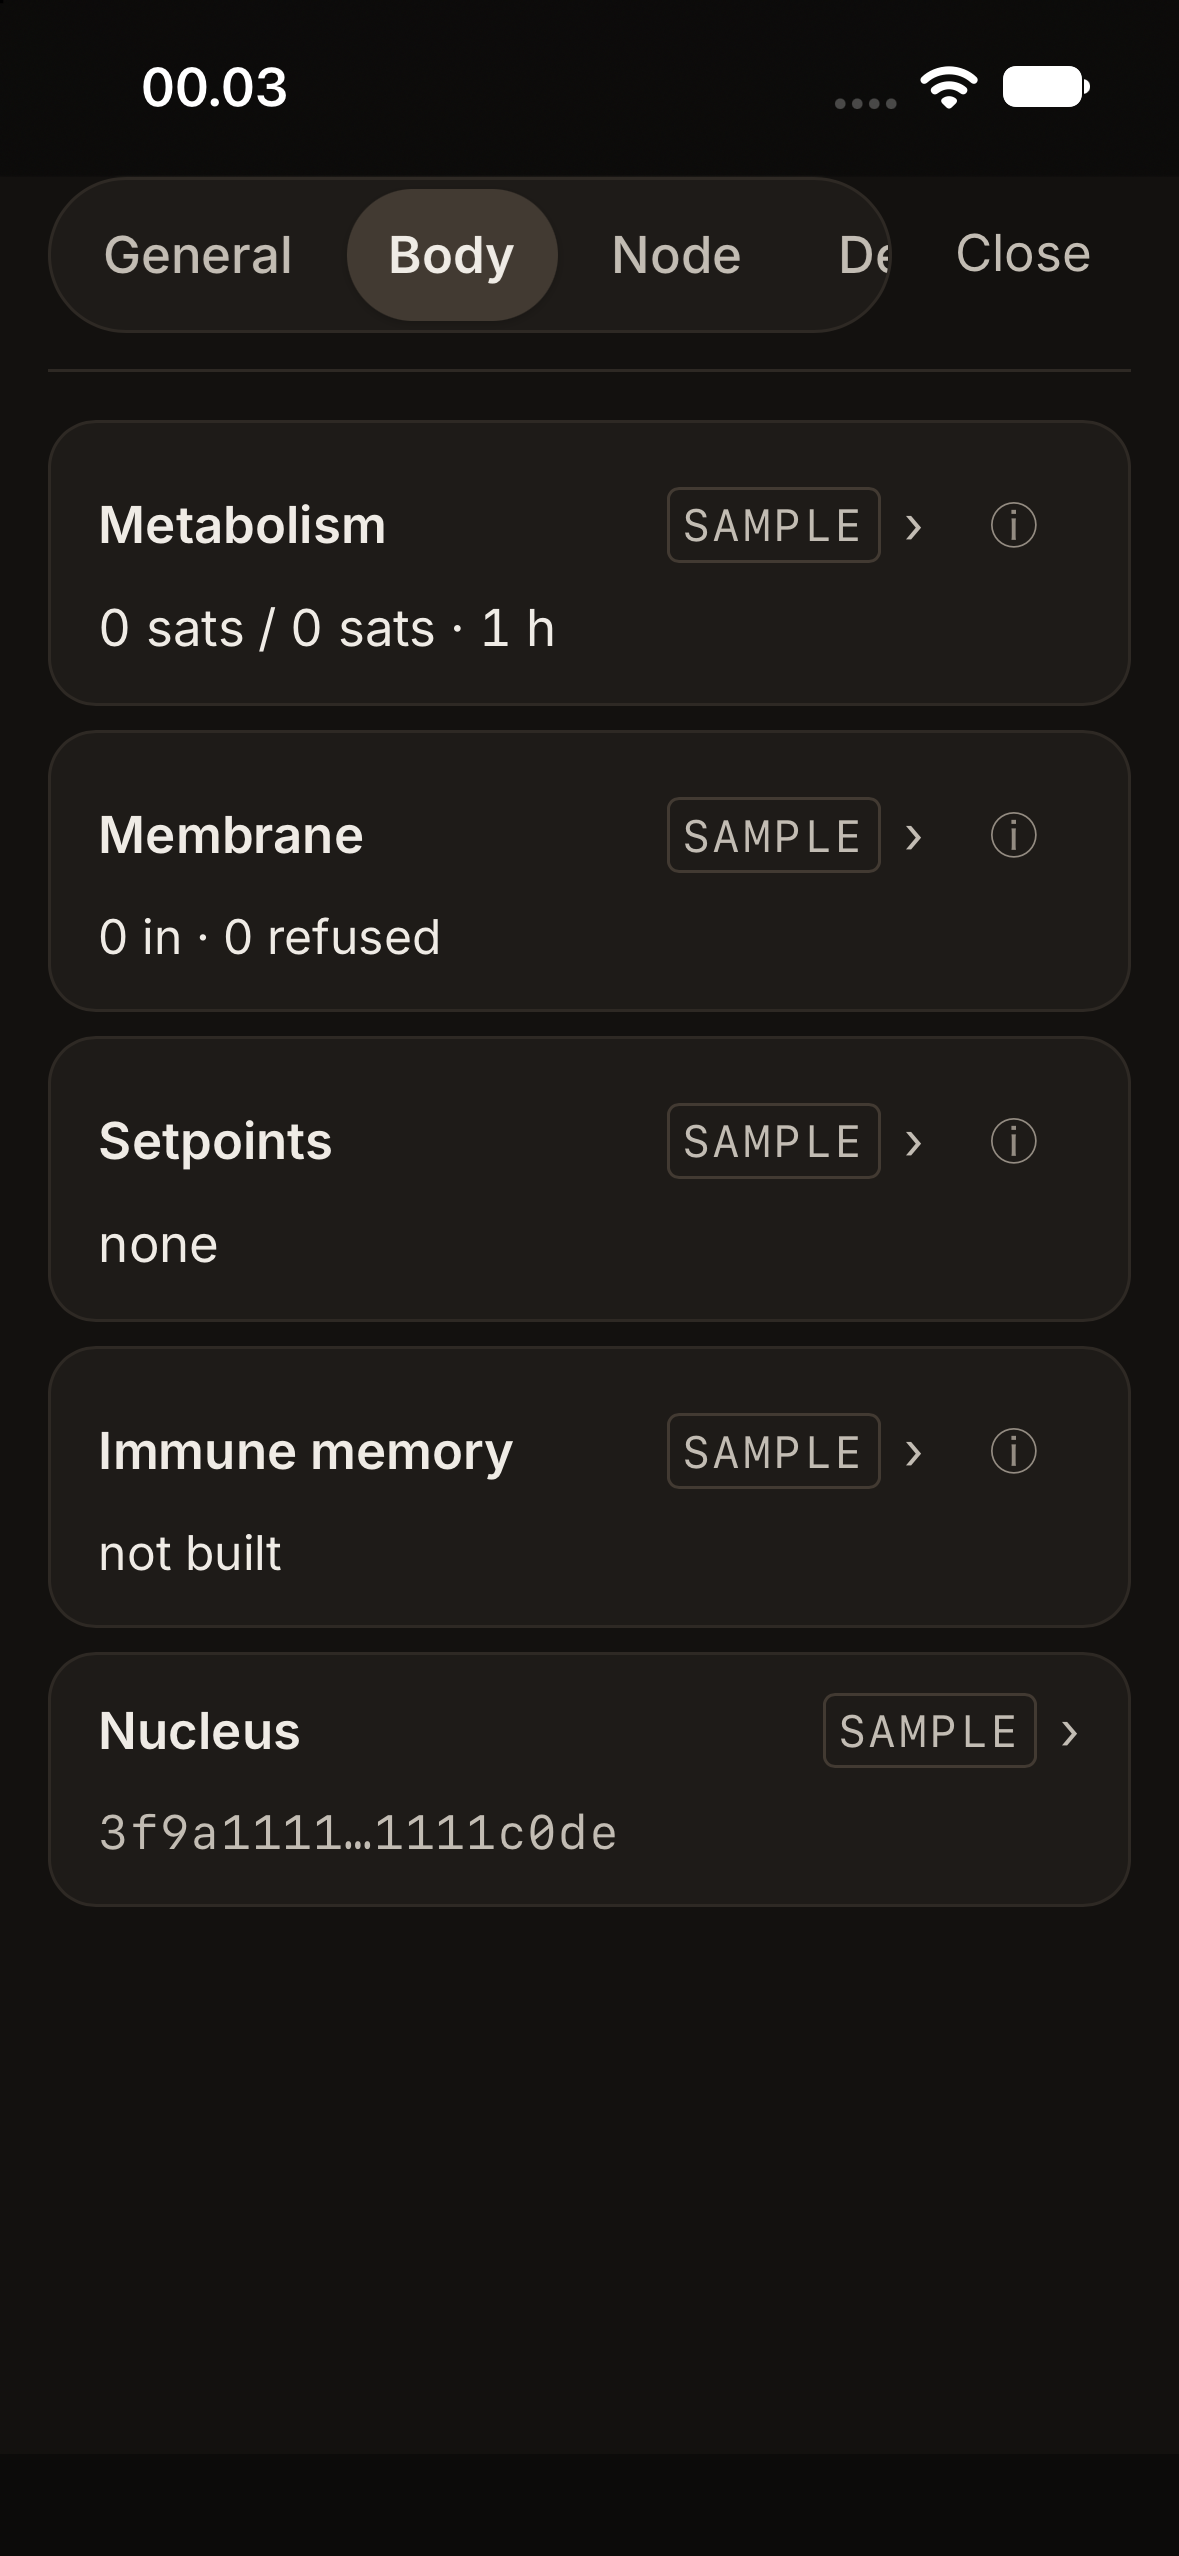 00.03
General Body Node De Close
Metabolism SAMPLE › ⓘ
0 sats / 0 sats · 1 h
Membrane SAMPLE › ⓘ
0 in · 0 refused
Setpoints SAMPLE › ⓘ
none
Immune memory SAMPLE › ⓘ
not built
Nucleus SAMPLE ›
3f9a1111…1111c0de